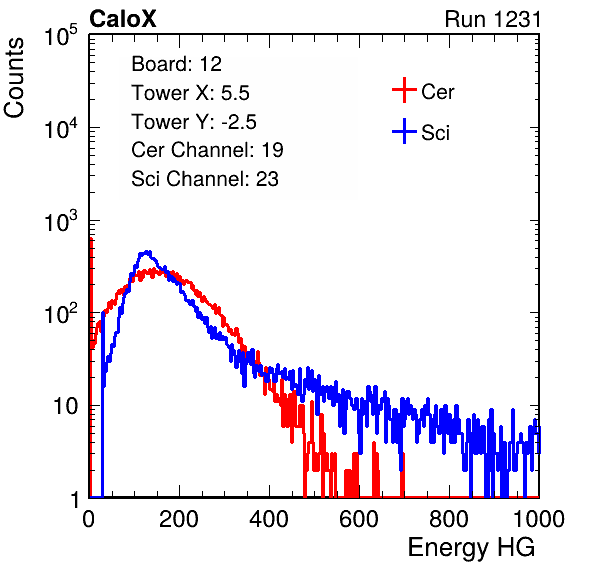 CaloX
Run 1231
Counts
10^5
10^4
10^3
10^2
10
1
Board: 12
Tower X: 5.5
Tower Y: -2.5
Cer Channel: 19
Sci Channel: 23
Cer
Sci
0 200 400 600 800 1000
Energy HG